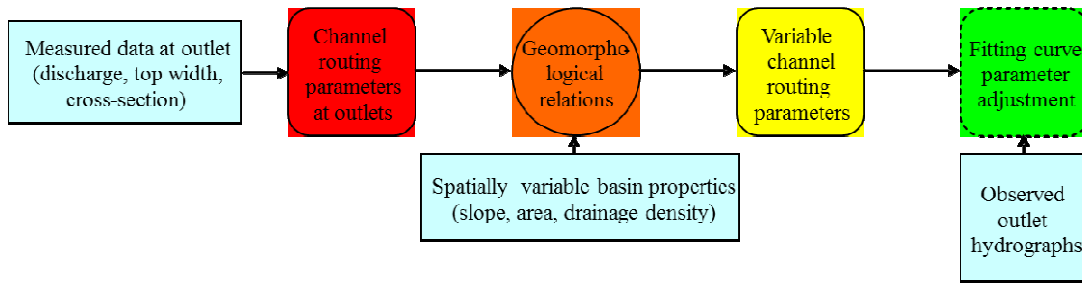 Measured data at outlet
(discharge, top width,
cross-section)
Channel
routing
parameters
at outlets
Geomorpho-
logical
relations
Variable
channel
routing
parameters
Fitting curve
parameter
adjustment
Spatially variable basin properties
(slope, area, drainage density)
Observed
outlet
hydrographs